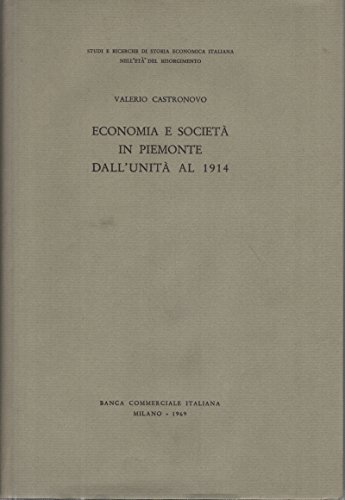 STUDI E RICERCHE DI STORIA ECONOMICA ITALIANA
NELL'ETA' DEL RISORGIMENTO
VALERIO CASTRONOVO
ECONOMIA E SOCIETÀ
IN PIEMONTE
DALL'UNITÀ AL 1914
BANCA COMMERCIALE ITALIANA
MILANO - 1969